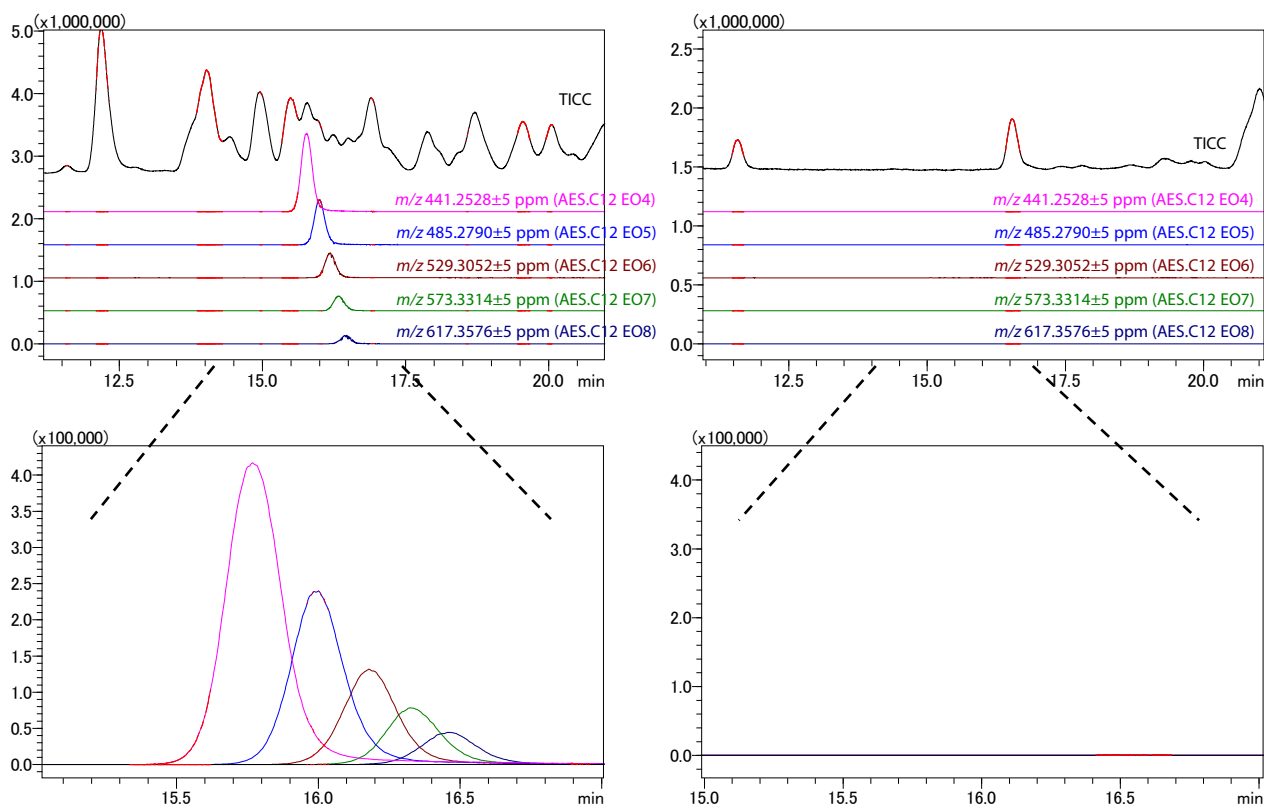 (x1,000,000)
5.0
4.0
3.0
2.0
1.0
0.0
TICC
m/z 441.2528±5 ppm (AES.C12 EO4)
m/z 485.2790±5 ppm (AES.C12 EO5)
m/z 529.3052±5 ppm (AES.C12 EO6)
m/z 573.3314±5 ppm (AES.C12 EO7)
m/z 617.3576±5 ppm (AES.C12 EO8)
12.5 15.0 17.5 20.0 min
(x1,000,000)
2.5
2.0
1.5
1.0
0.5
0.0
TICC
m/z 441.2528±5 ppm (AES.C12 EO4)
m/z 485.2790±5 ppm (AES.C12 EO5)
m/z 529.3052±5 ppm (AES.C12 EO6)
m/z 573.3314±5 ppm (AES.C12 EO7)
m/z 617.3576±5 ppm (AES.C12 EO8)
12.5 15.0 17.5 20.0 min
(x100,000)
4.0
3.5
3.0
2.5
2.0
1.5
1.0
0.5
0.0
15.5 16.0 16.5 min
(x100,000)
4.0
3.0
2.0
1.0
0.0
15.0 15.5 16.0 16.5 min